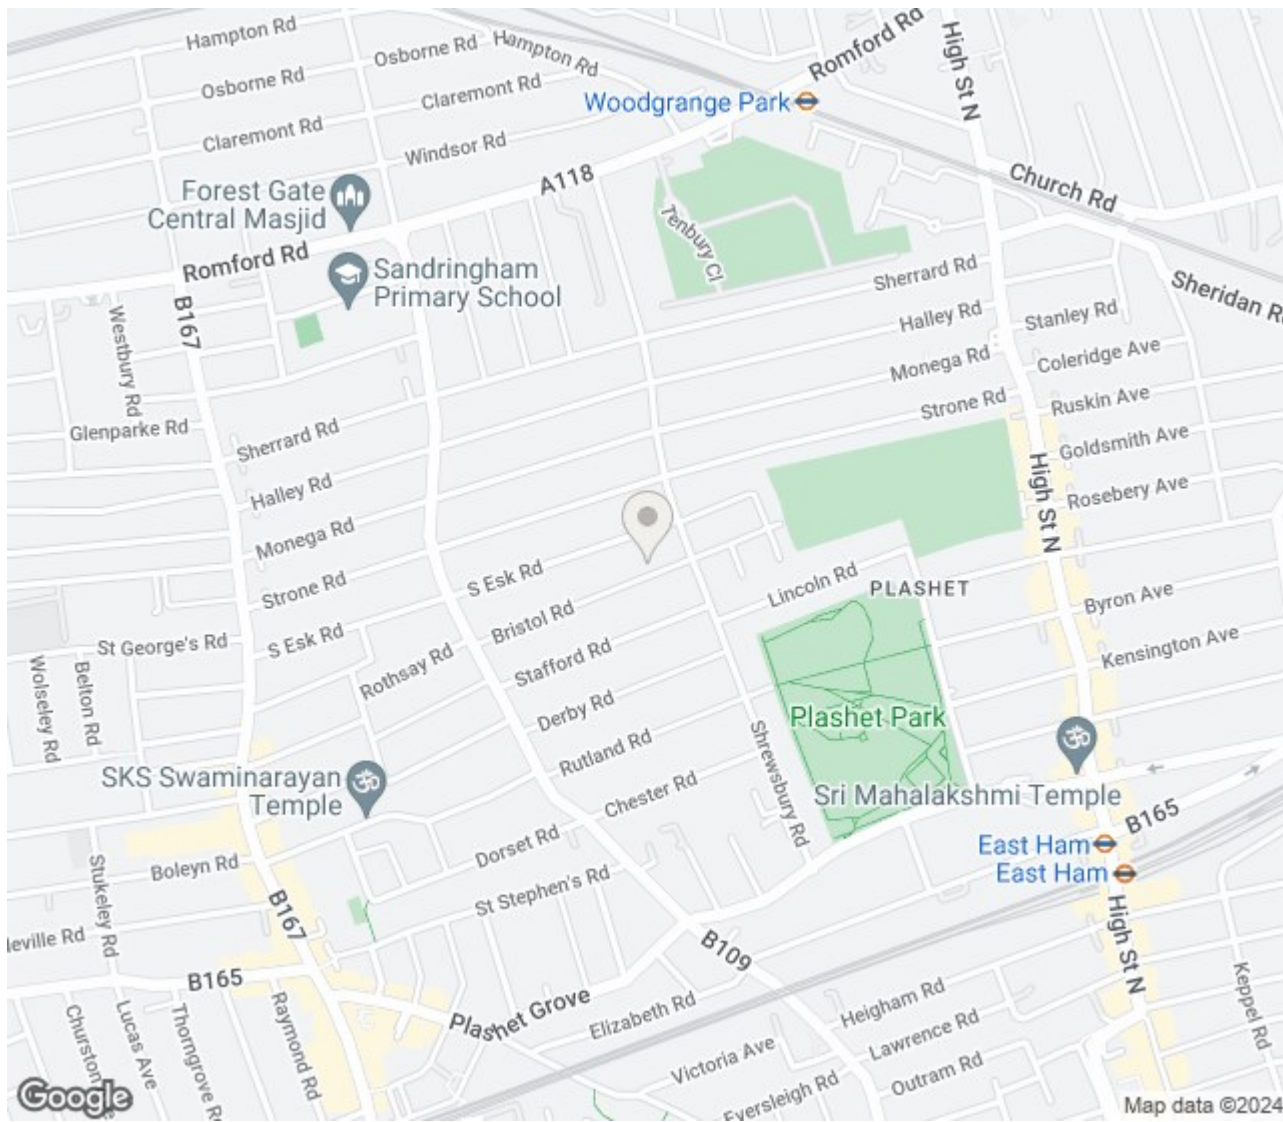 Hampton Rd
Osborne Rd
Hampton Rd
Romford Rd
High St N
Osborne Rd
Claremont Rd
Woodgrange Park
Claremont Rd
Windsor Rd
A118
Church Rd
Forest Gate
Central Masjid
Tenbury Cl
Romford Rd
Sandringham
Primary School
Sherrard Rd
Sheridan R
B167
Westbury Rd
Halley Rd
Stanley Rd
Monega Rd
Coleridge Ave
Strone Rd
Ruskin Ave
Glenparke Rd
Sherrard Rd
Goldsmith Ave
Halley Rd
High St N
Rosebery Ave
Monega Rd
S Esk Rd
Lincoln Rd
PLASHET
Strone Rd
Byron Ave
Bristol Rd
St George's Rd
S Esk Rd
Kensington Ave
Wolseley Rd
Belton Rd
Rothsay Rd
Stafford Rd
Derby Rd
Plashet Park
Rutland Rd
Shrewsbury Rd
SKS Swaminarayan
Temple
Chester Rd
Sri Mahalakshmi Temple
B165
Dorset Rd
East Ham
East Ham
Stukeley Rd
Boleyn Rd
St Stephen's Rd
B167
High St N
neville Rd
B109
B165
Keppel Rd
Churston
Lucas Ave
Thorngrove R
Raymond Rd
Plashet Grove
Elizabeth Rd
Heigham Rd
Lawrence Rd
Victoria Ave
Outram Rd
Eversleigh Rd
Google
Map data ©2024